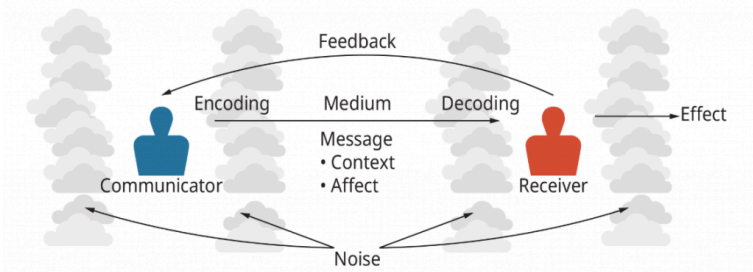 Feedback
Encoding Medium Decoding
Effect
Message
• Context
• Affect
Communicator
Receiver
Noise